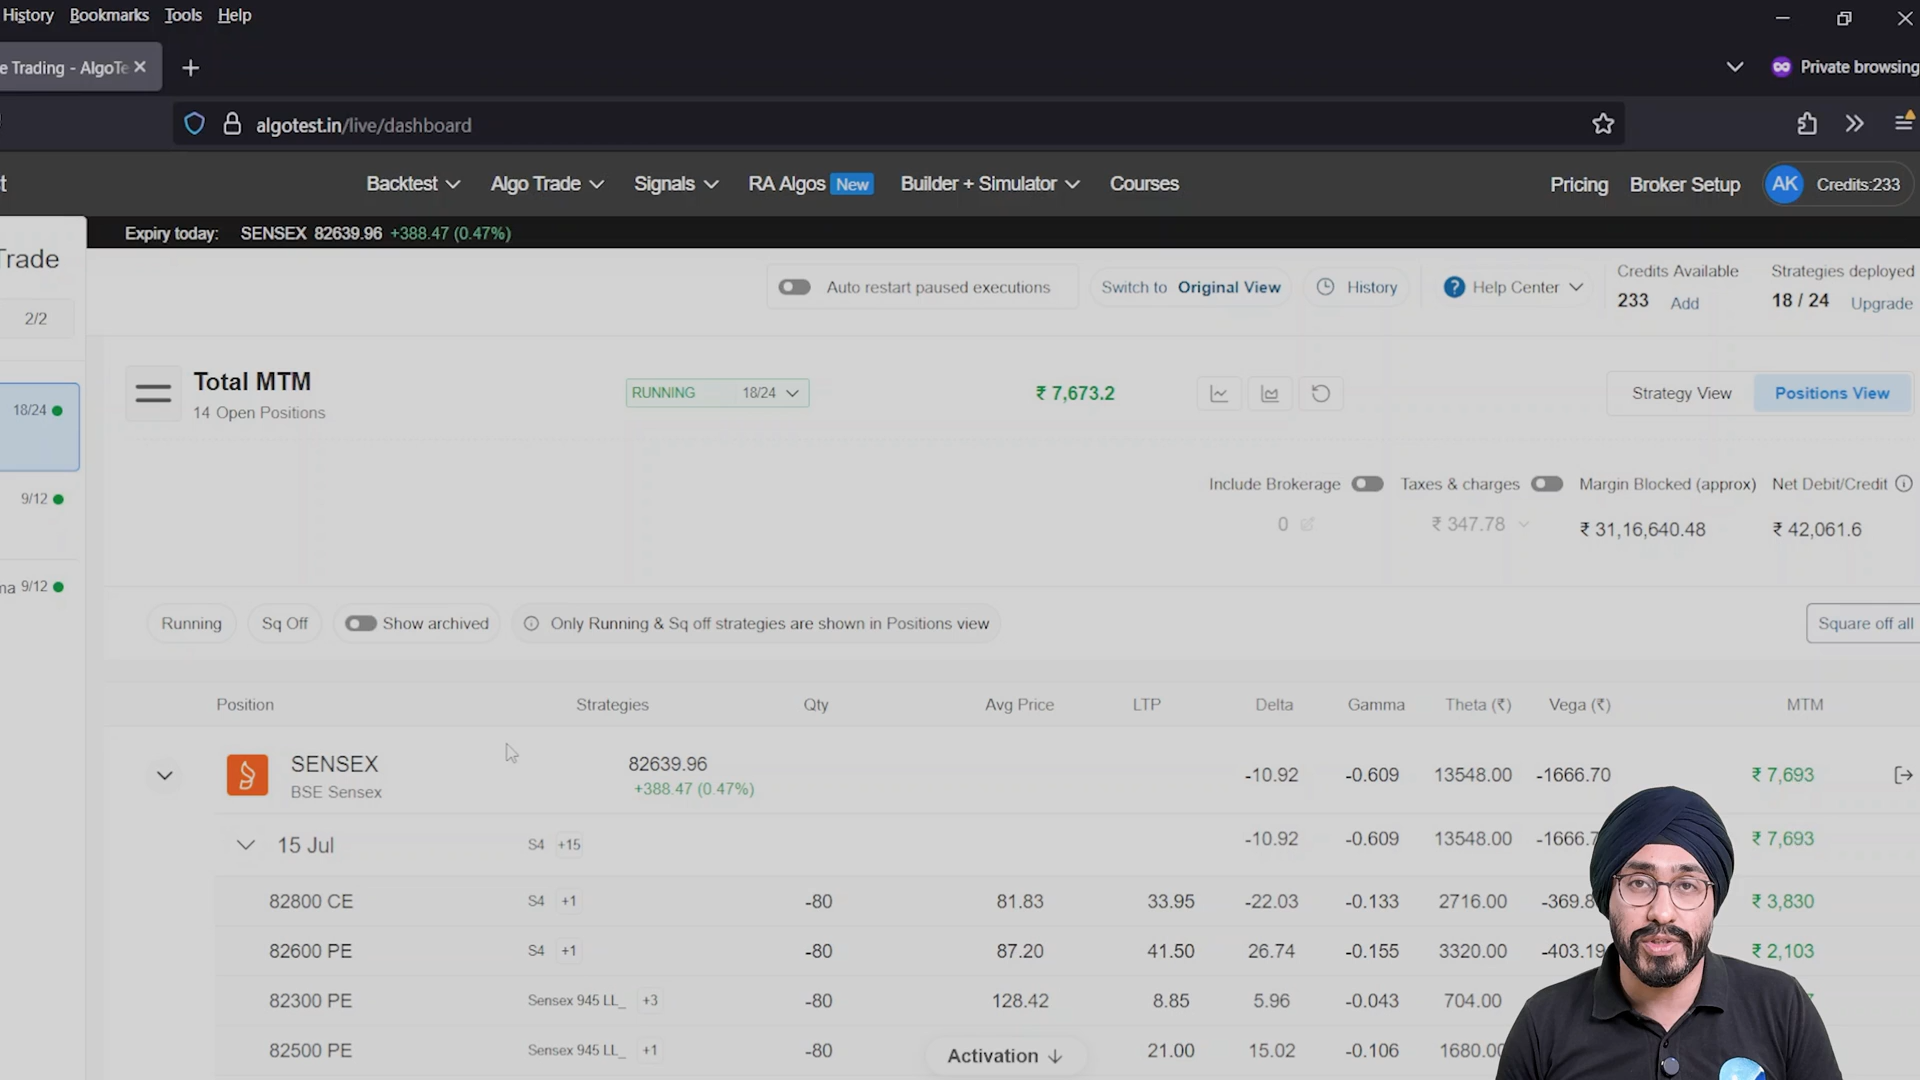 History Bookmarks Tools Help
e Trading - AlgoTe
Private browsing
algotest.in/live/dashboard
t Backtest Algo Trade Signals RA Algos New Builder + Simulator Courses Pricing Broker Setup AK Credits:233
Expiry today: SENSEX 82639.96 +388.47 (0.47%)
Trade
2/2
18/24
9/12
ma 9/12
Auto restart paused executions Switch to Original View History ? Help Center
Credits Available
233 Add
Strategies deployed
18 / 24 Upgrade
Total MTM
14 Open Positions
RUNNING 18/24
₹ 7,673.2
Strategy View Positions View
Include Brokerage Taxes & charges Margin Blocked (approx) Net Debit/Credit
0 ₹ 347.78 ₹ 31,16,640.48 ₹ 42,061.6
Running Sq Off Show archived Only Running & Sq off strategies are shown in Positions view Square off all
Position Strategies Qty Avg Price LTP Delta Gamma Theta (₹) Vega (₹) MTM
SENSEX 82639.96
BSE Sensex +388.47 (0.47%)
-10.92 -0.609 13548.00 -1666.70 ₹ 7,693
15 Jul S4 +15 -10.92 -0.609 13548.00 -1666.7 ₹ 7,693
82800 CE S4 +1 -80 81.83 33.95 -22.03 -0.133 2716.00 -369.8 ₹ 3,830
82600 PE S4 +1 -80 87.20 41.50 26.74 -0.155 3320.00 -403.19 ₹ 2,103
82300 PE Sensex 945 LL_ +3 -80 128.42 8.85 5.96 -0.043 704.00
82500 PE Sensex 945 LL_ +1 -80 21.00 15.02 -0.106 1680.00
Activation ↓